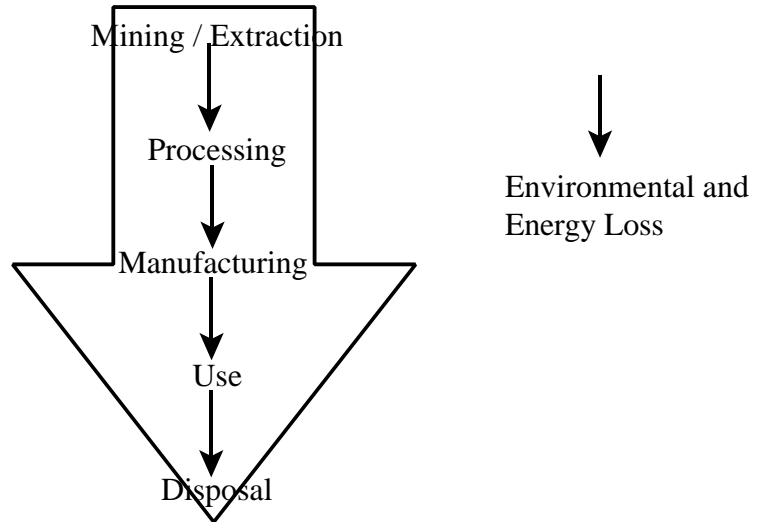 Mining / Extraction
Processing
Manufacturing
Use
Disposal
Environmental and
Energy Loss